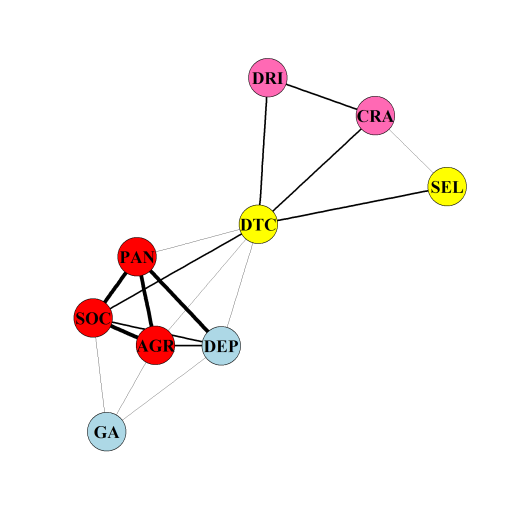 DRI
CRA
SEL
DTC
PAN
SOC
AGR
DEP
GA